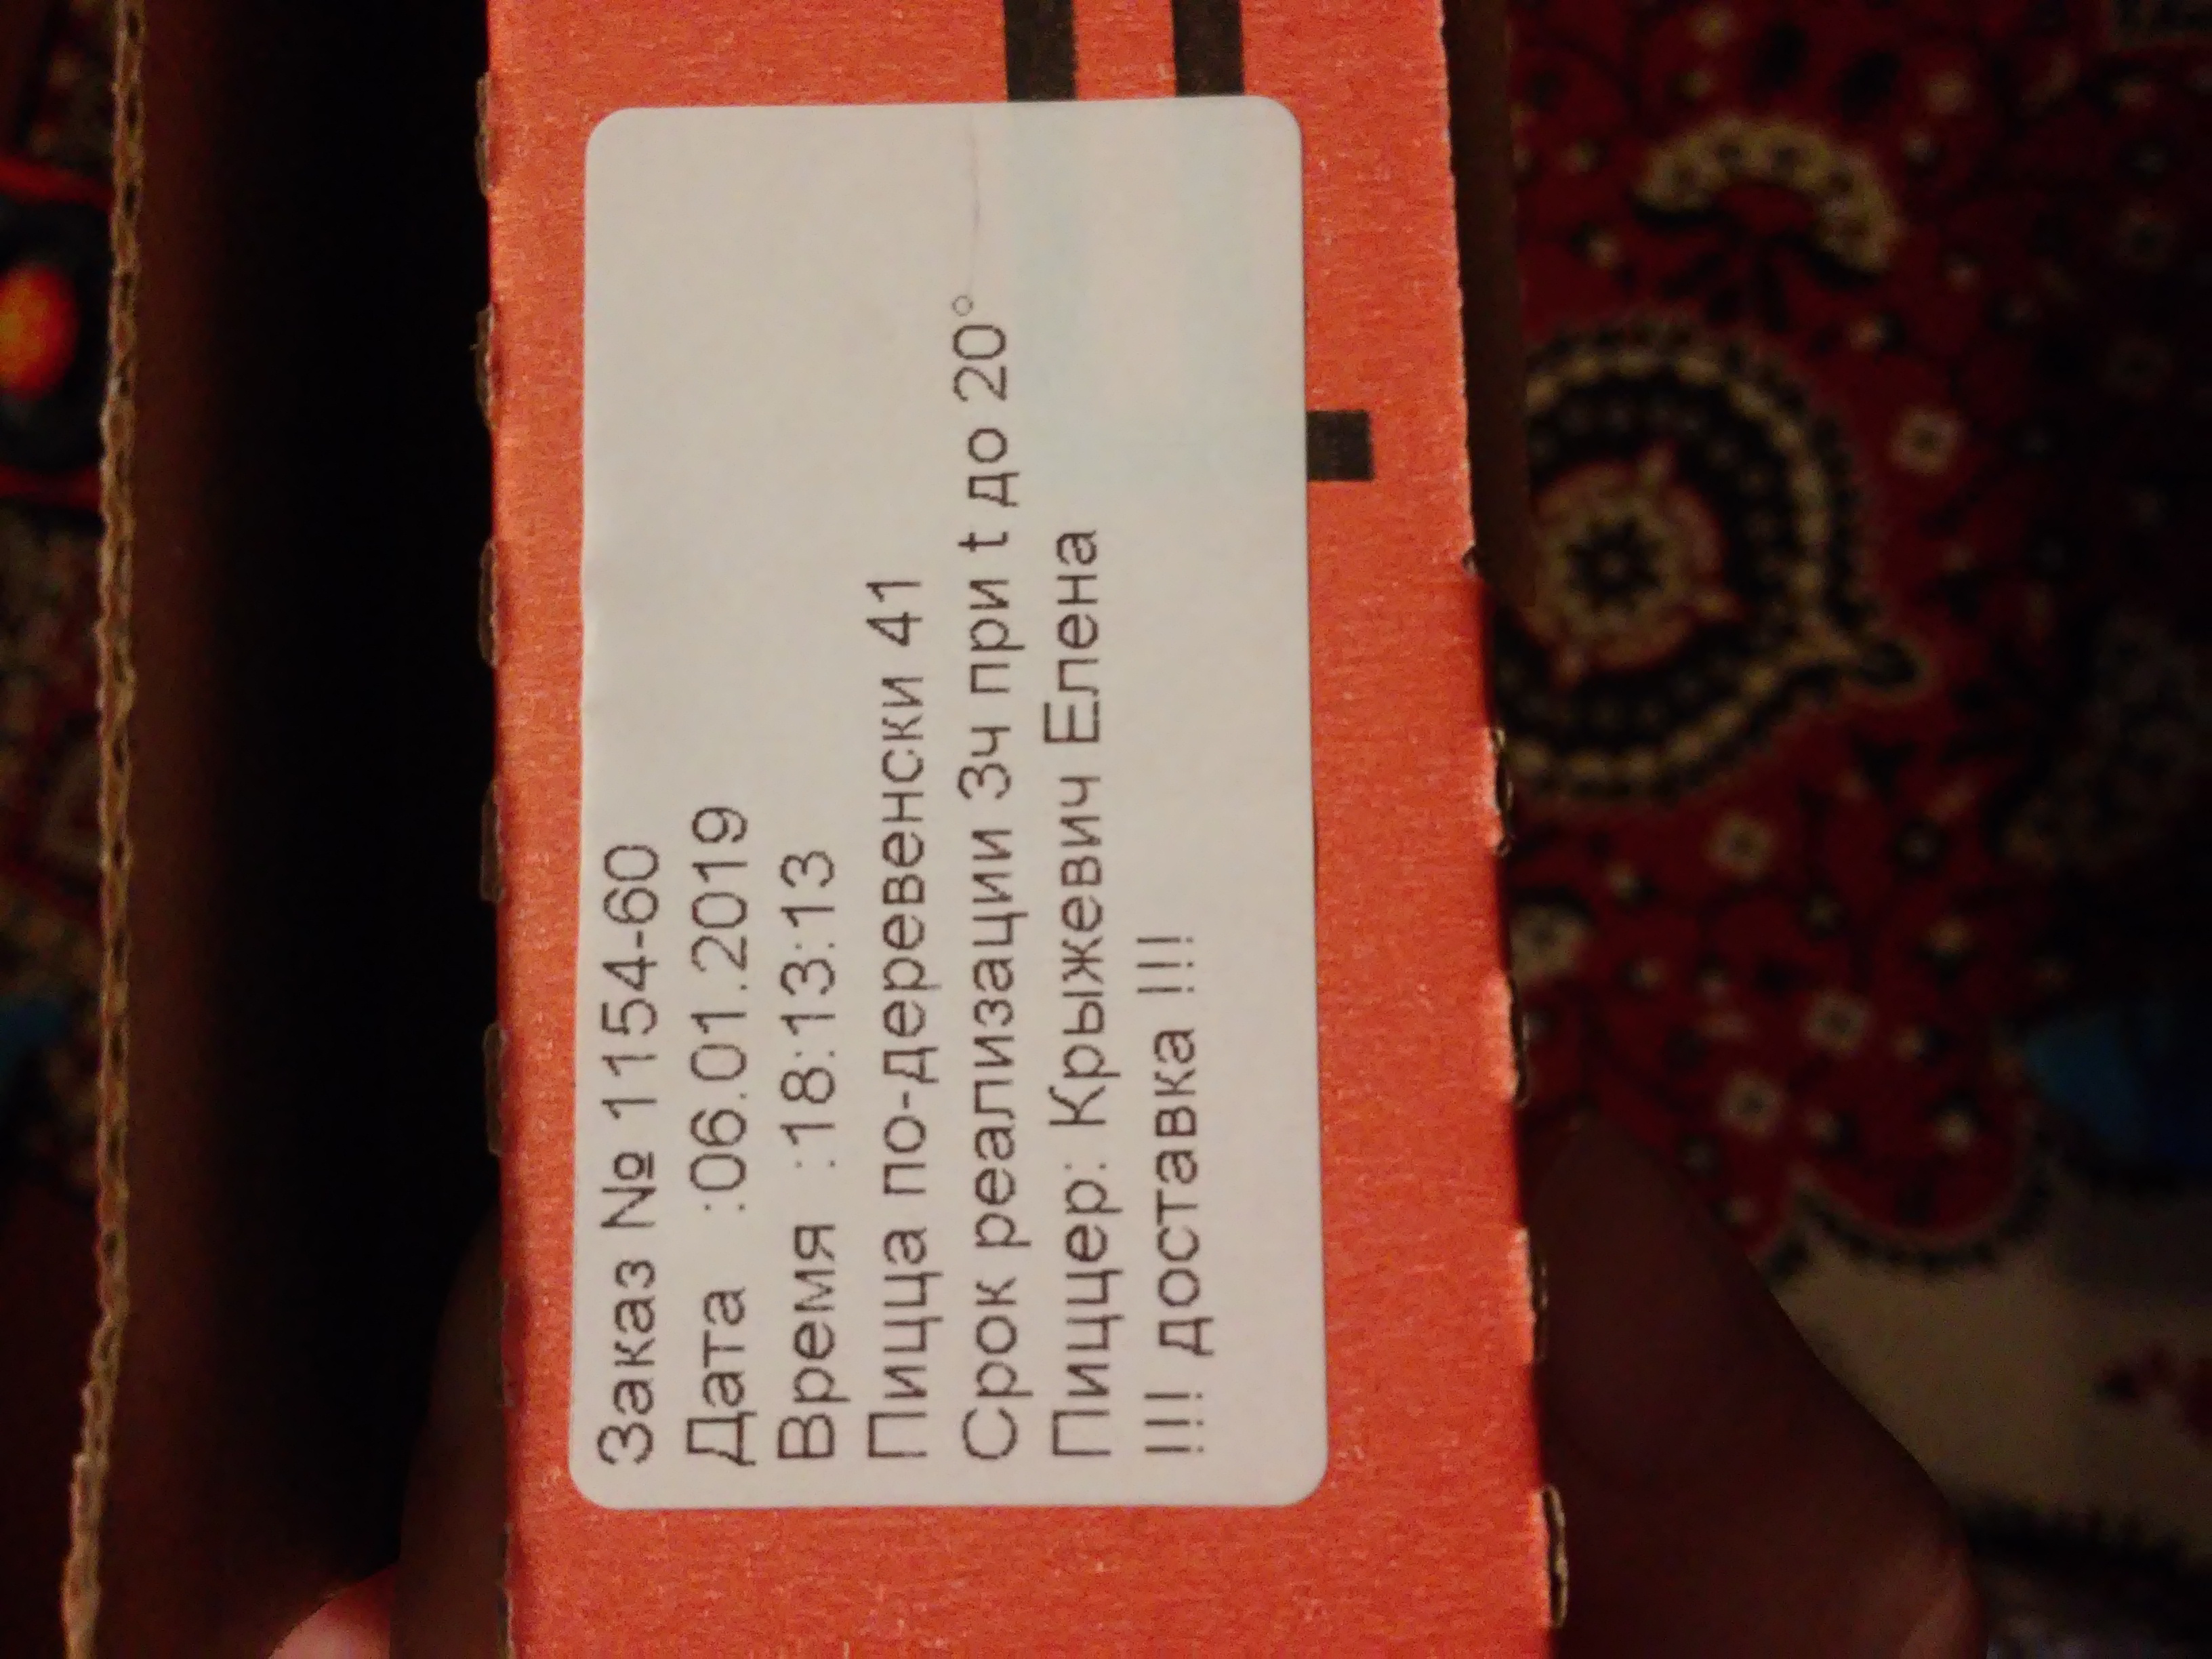 Заказ № 1154-60
Дата :06.01.2019
Время :18:13:13
Пицца по-деревенски 41
Срок реализации 3ч при t до 20°
Пиццер: Крыжевич Елена
!!! доставка !!!